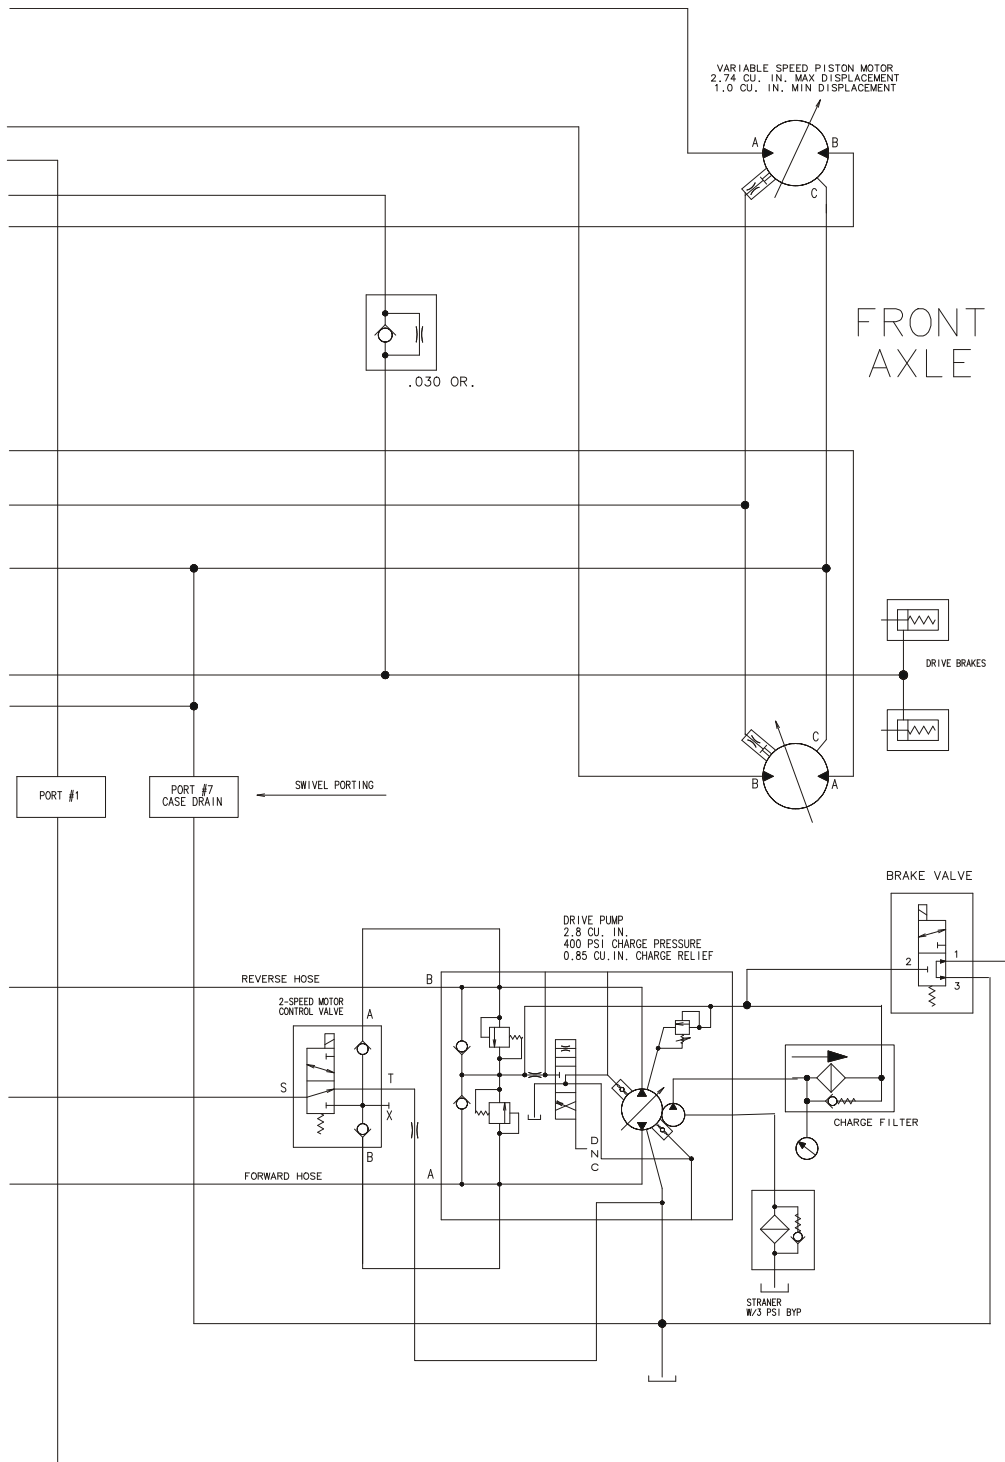 VARIABLE SPEED PISTON MOTOR
2.74 CU. IN. MAX DISPLACEMENT
1.0 CU. IN. MIN DISPLACEMENT
A
B
C
FRONT
AXLE
.030 OR.
DRIVE BRAKES
C
B
A
PORT #1
PORT #7
CASE DRAIN
SWIVEL PORTING
BRAKE VALVE
2
1
3
DRIVE PUMP
2.8 CU. IN.
400 PSI CHARGE PRESSURE
0.85 CU.IN. CHARGE RELIEF
REVERSE HOSE
B
2-SPEED MOTOR
CONTROL VALVE
A
S
T
X
B
D
N
C
CHARGE FILTER
FORWARD HOSE
A
STRANER
W/3 PSI BYP